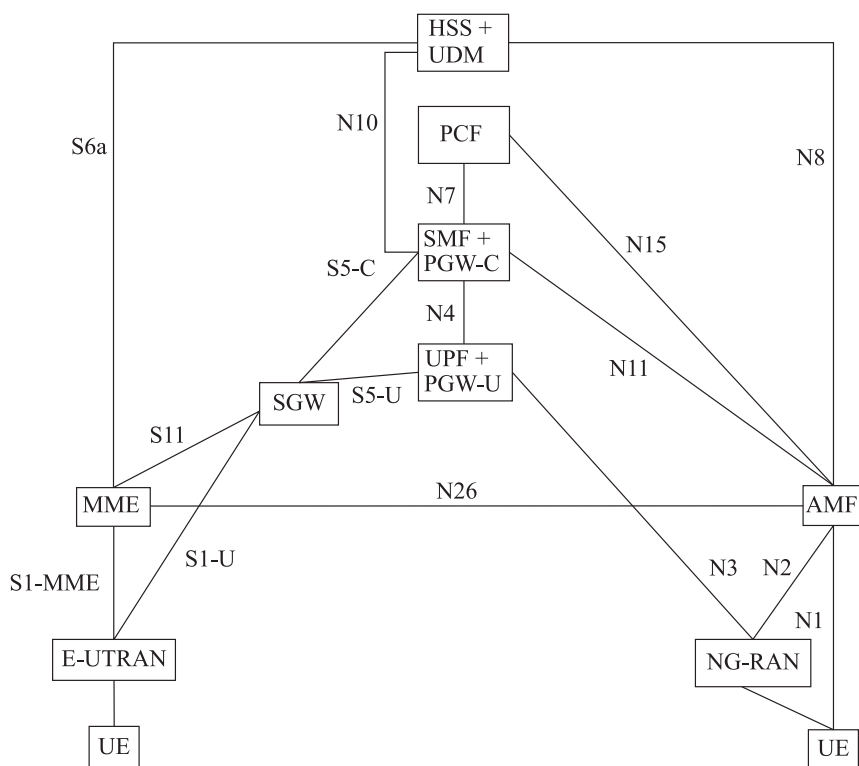 HSS +
UDM
N10
PCF
S6a
N8
N7
SMF +
PGW-C
N15
S5-C
N4
UPF +
PGW-U
N11
SGW
S5-U
S11
N26
MME
AMF
S1-U
N3
N2
S1-MME
N1
E-UTRAN
NG-RAN
UE
UE